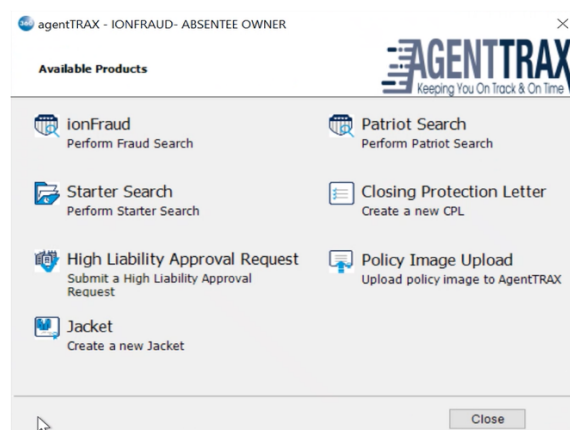 360 agentTRAX - IONFRAUD- ABSENTEE OWNER
Available Products
AGENTTRAX
Keeping You On Track & On Time
ionFraud
Perform Fraud Search
Patriot Search
Perform Patriot Search
Starter Search
Perform Starter Search
Closing Protection Letter
Create a new CPL
High Liability Approval Request
Submit a High Liability Approval
Request
Policy Image Upload
Upload policy image to AgentTRAX
Jacket
Create a new Jacket
Close